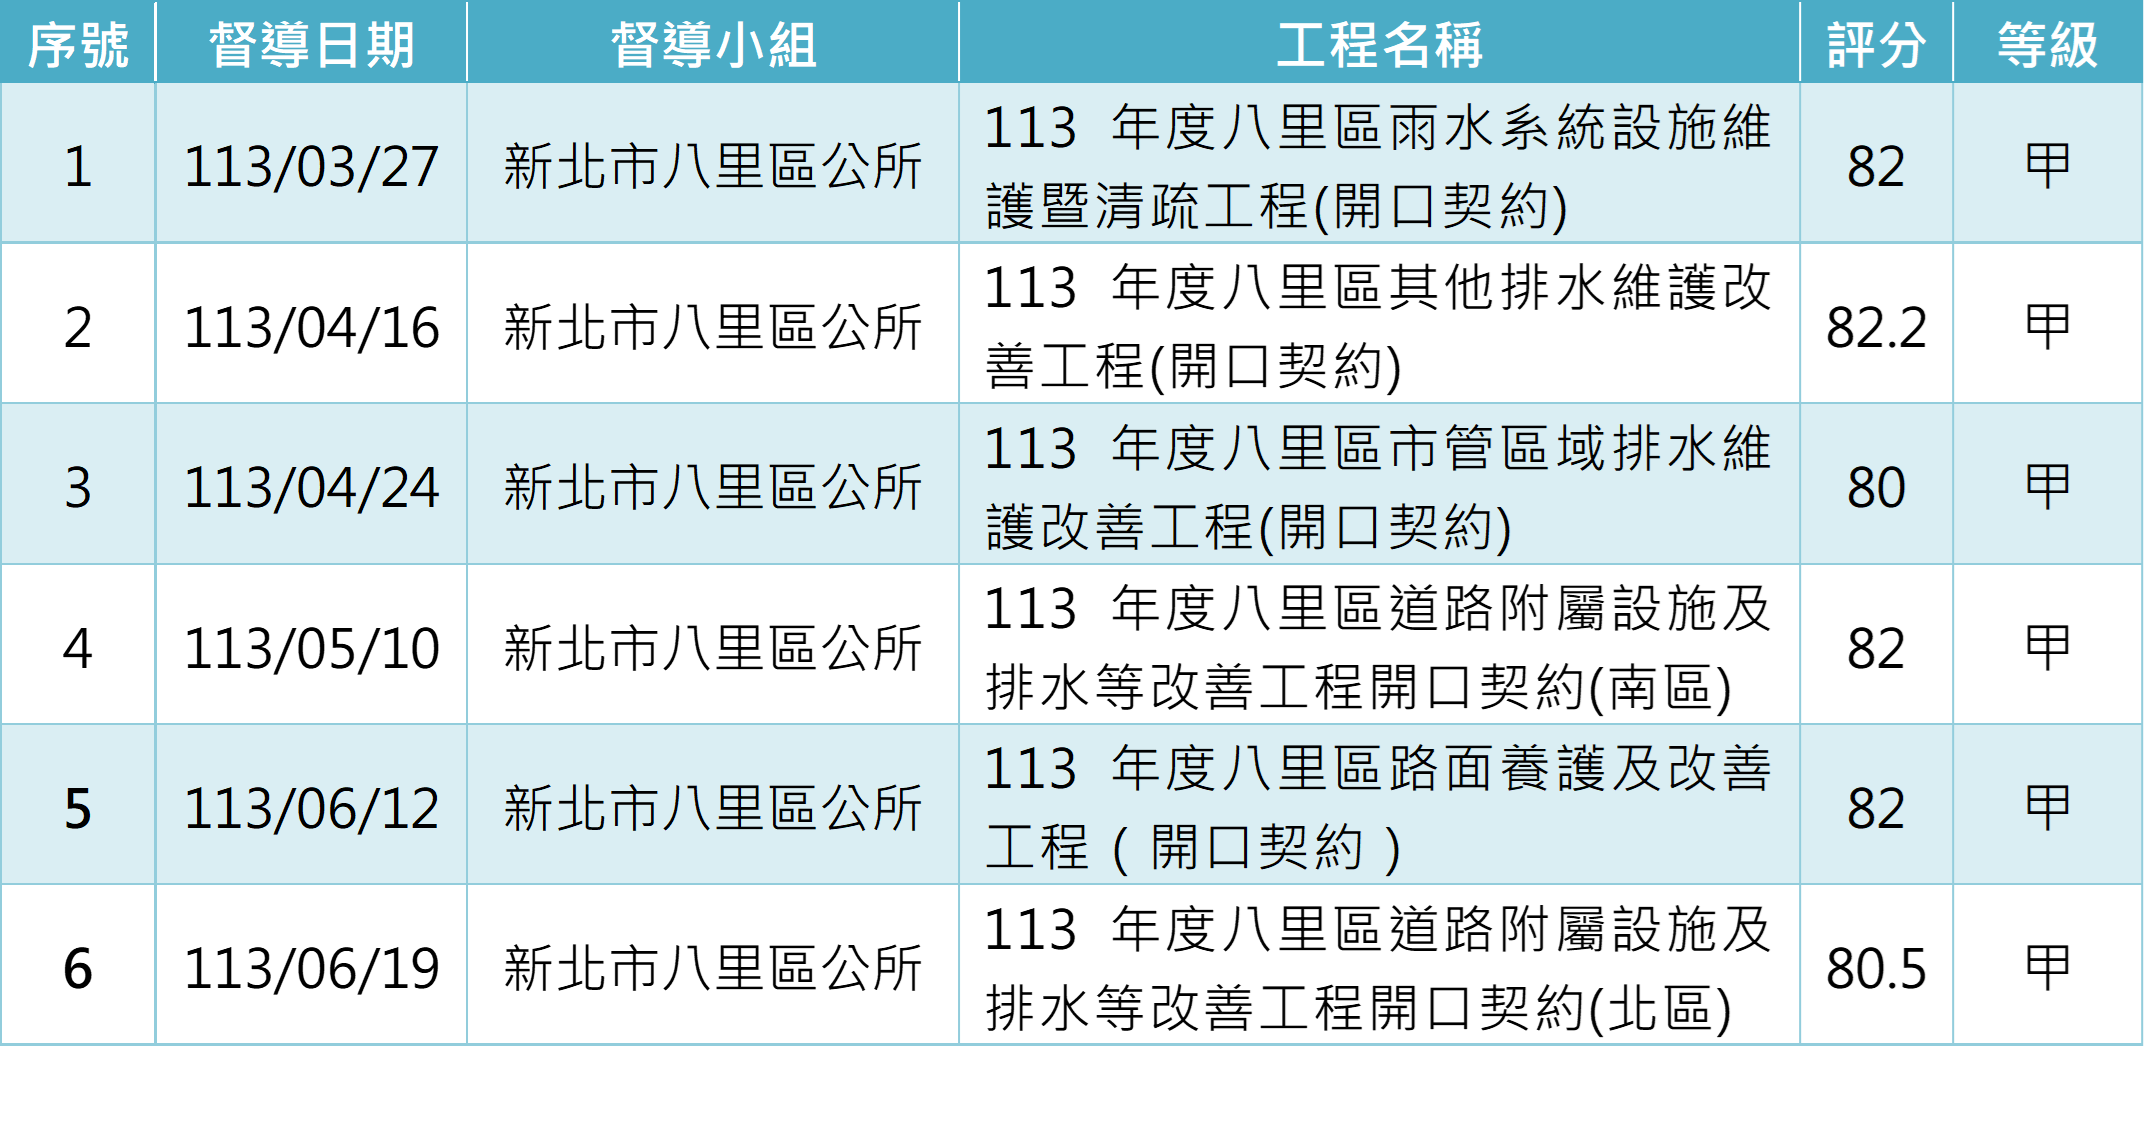 序號 督導日期 督導小組 工程名稱 評分 等級
1 113/03/27 新北市八里區公所 113 年度八里區雨水系統設施維
護暨清疏工程(開口契約) 82 甲
2 113/04/16 新北市八里區公所 113 年度八里區其他排水維護改
善工程(開口契約) 82.2 甲
3 113/04/24 新北市八里區公所 113 年度八里區市管區域排水維
護改善工程(開口契約) 80 甲
4 113/05/10 新北市八里區公所 113 年度八里區道路附屬設施及
排水等改善工程開口契約(南區) 82 甲
5 113/06/12 新北市八里區公所 113 年度八里區路面養護及改善
工程 ( 開口契約 ) 82 甲
6 113/06/19 新北市八里區公所 113 年度八里區道路附屬設施及
排水等改善工程開口契約(北區) 80.5 甲